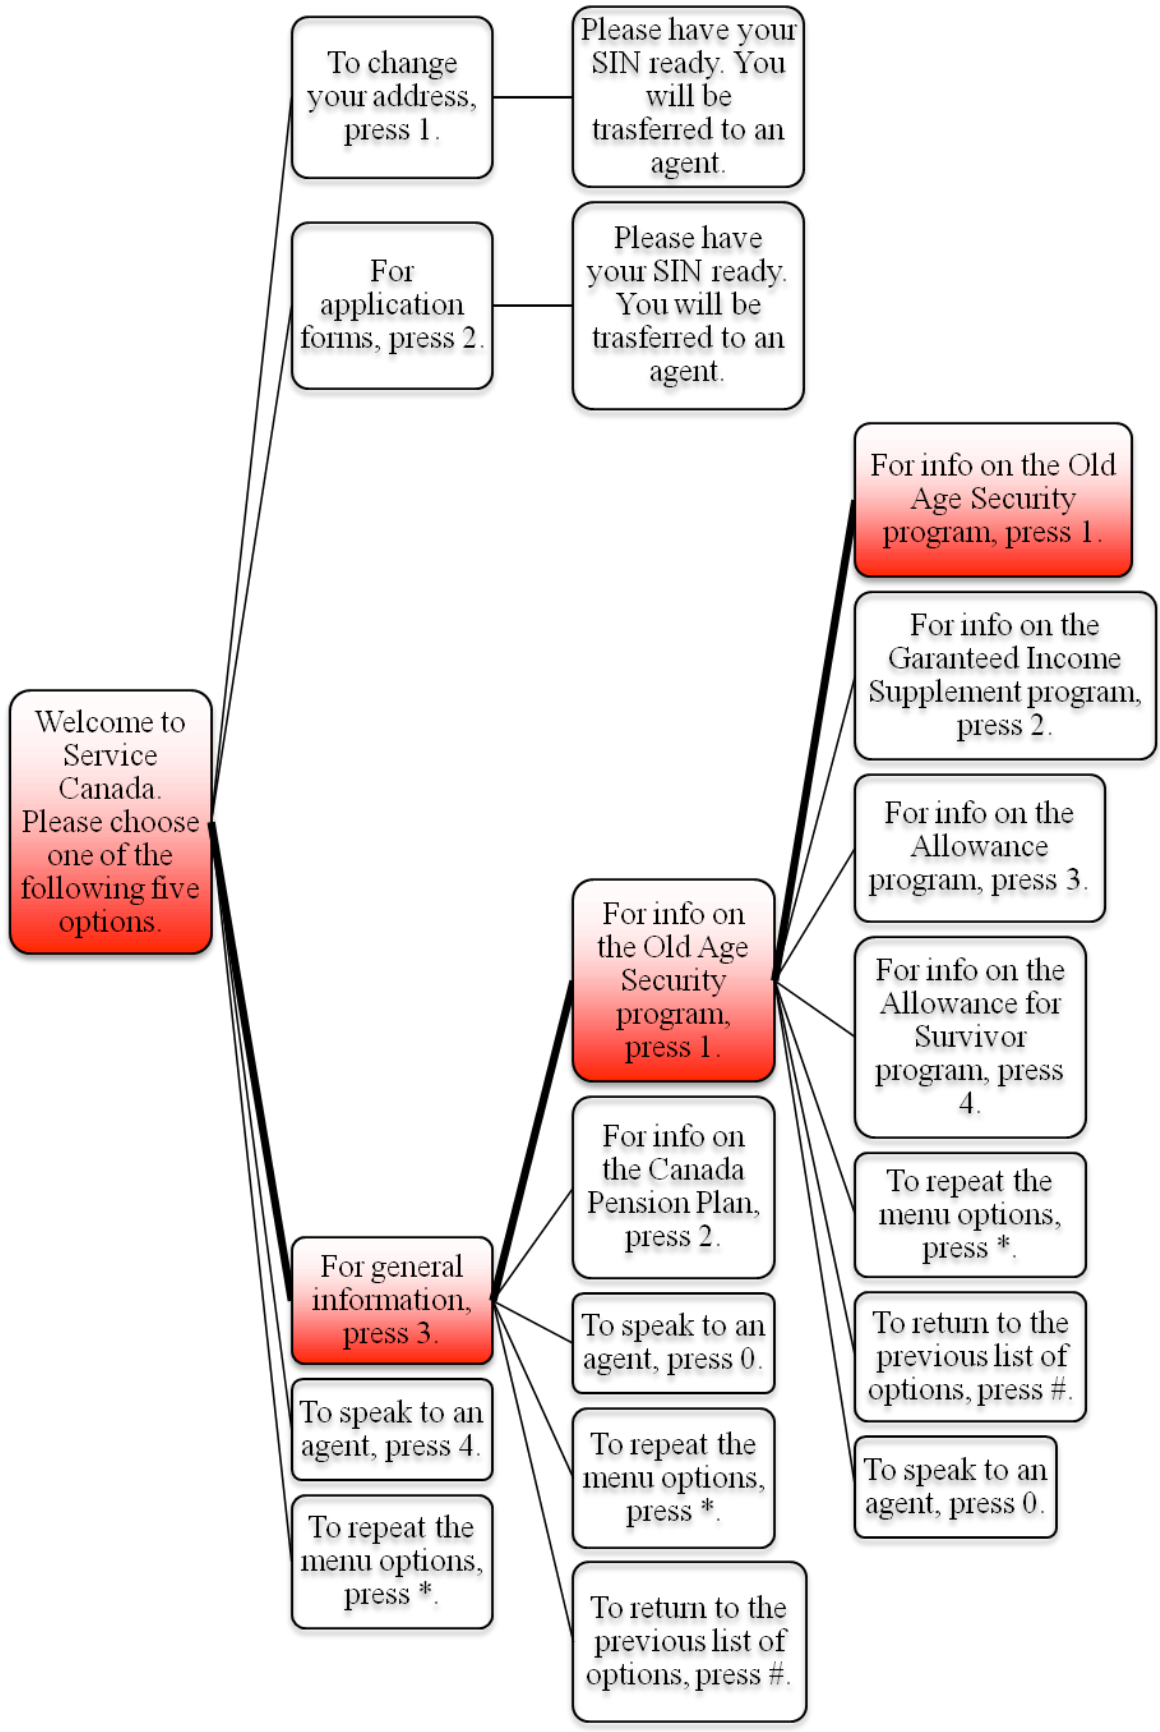 Welcome to
Service
Canada.
Please choose
one of the
following five
options.
To change
your address,
press 1.
Please have your
SIN ready. You
will be
trasferred to an
agent.
For
application
forms, press 2.
Please have
your SIN ready.
You will be
trasferred to an
agent.
For general
information,
press 3.
For info on
the Old Age
Security
program,
press 1.
For info on the Old
Age Security
program, press 1.
For info on the
Garanteed Income
Supplement program,
press 2.
For info on the
Allowance
program, press 3.
For info on the
Allowance for
Survivor
program, press
4.
To repeat the
menu options,
press *.
To return to the
previous list of
options, press #.
To speak to an
agent, press 0.
For info on
the Canada
Pension Plan,
press 2.
To speak to an
agent, press 0.
To repeat the
menu options,
press *.
To return to the
previous list of
options, press #.
To speak to an
agent, press 4.
To repeat the
menu options,
press *.